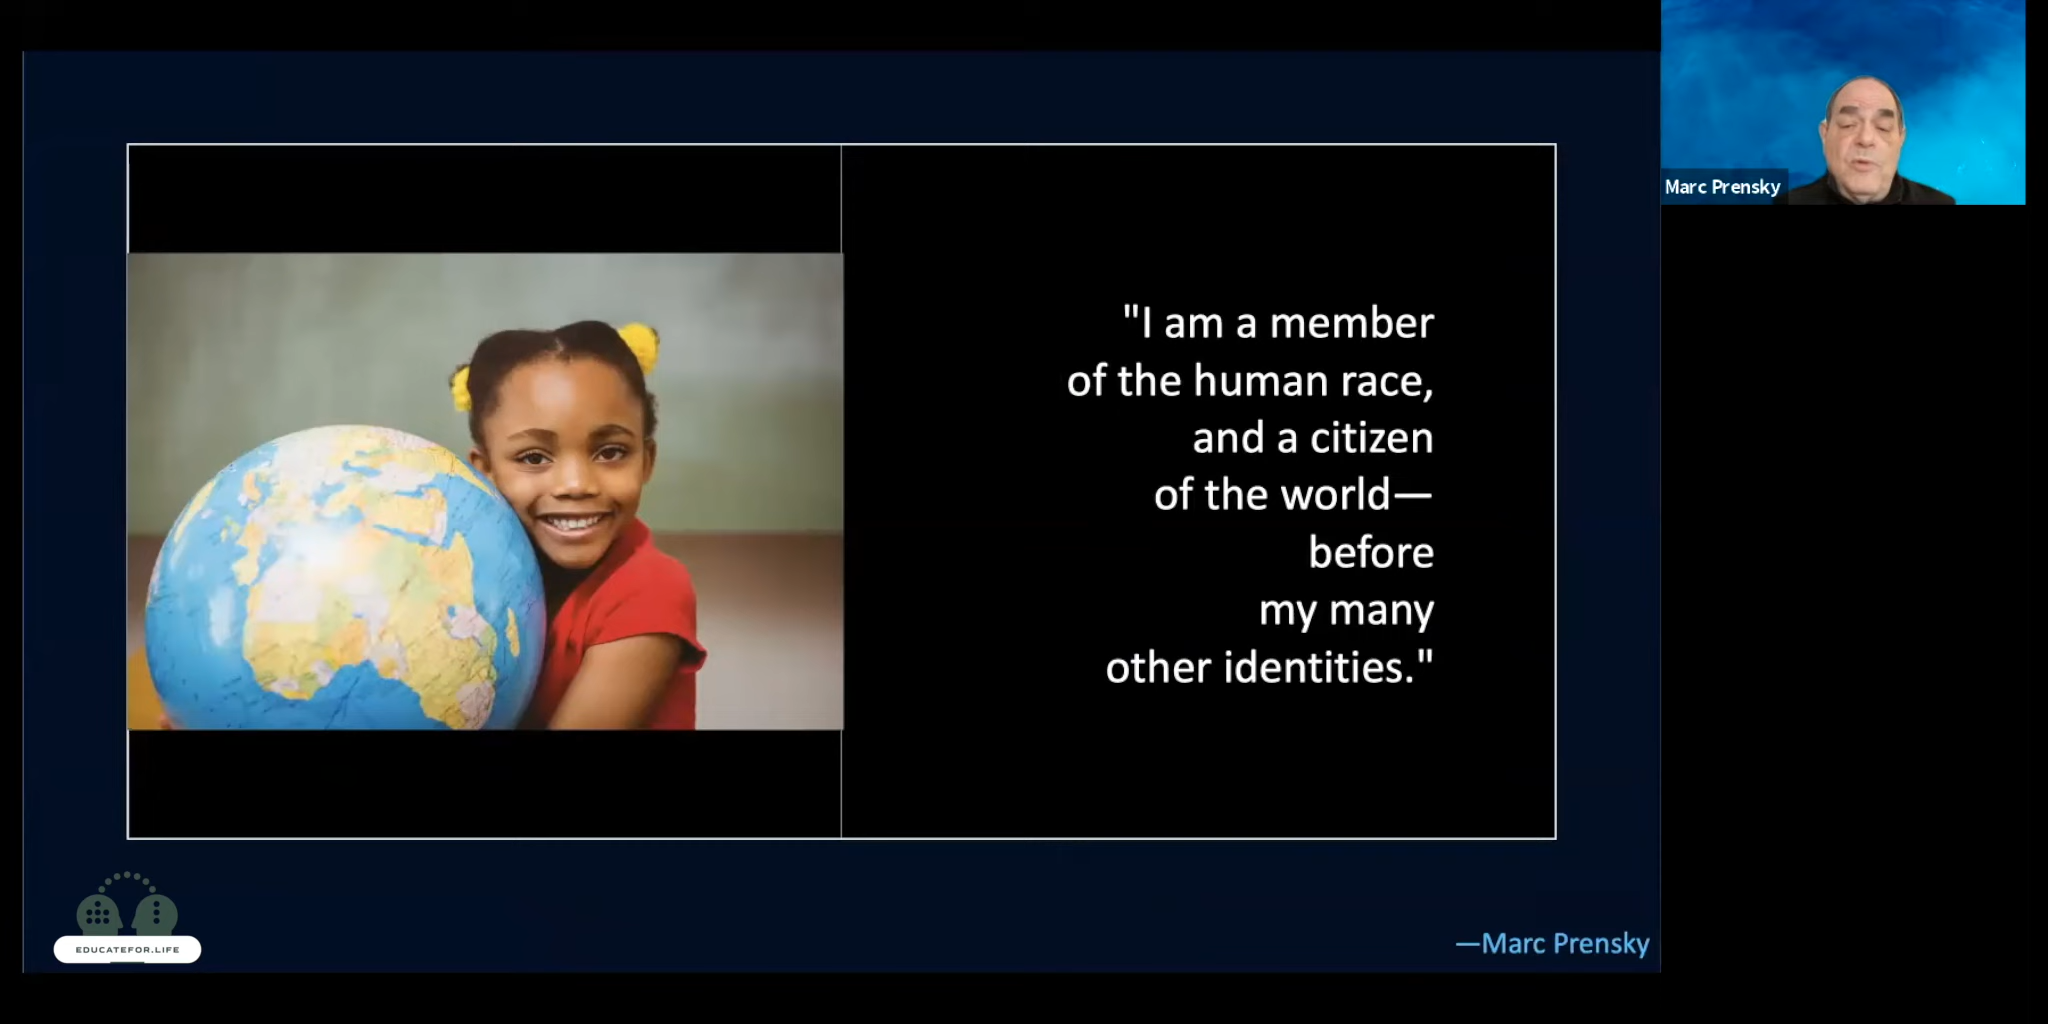 "I am a member
of the human race,
and a citizen
of the world—
before
my many
other identities."
Marc Prensky
EDUCATEFOR.LIFE
—Marc Prensky